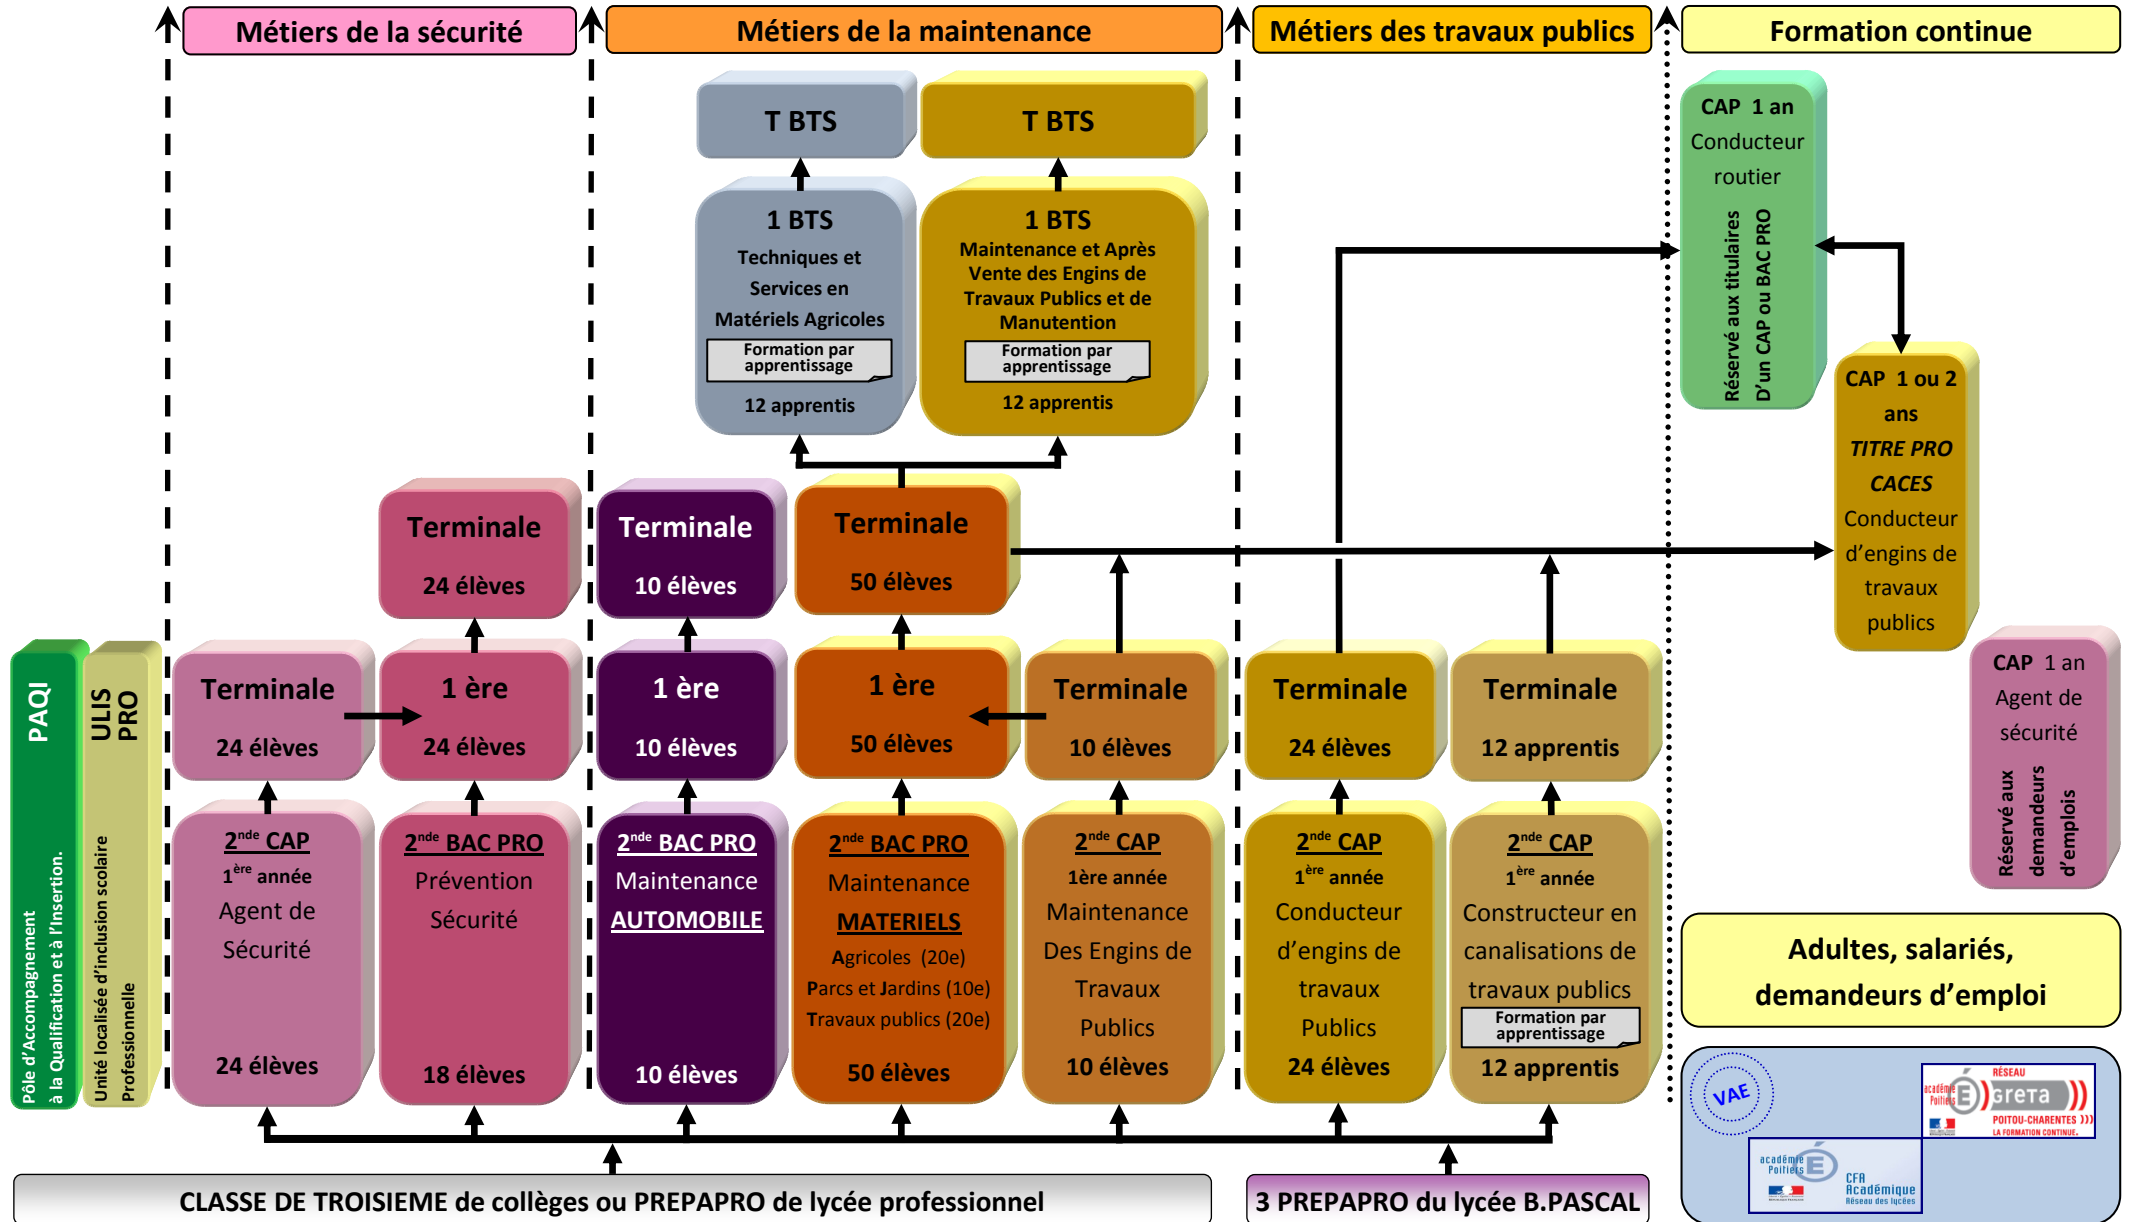 Métiers de la sécurité
Métiers de la maintenance
Métiers des travaux publics
Formation continue
T BTS
T BTS
1 BTS
Techniques et
Services en
Matériels Agricoles
Formation par
apprentissage
12 apprentis
1 BTS
Maintenance et Après
Vente des Engins de
Travaux Publics et de
Manutention
Formation par
apprentissage
12 apprentis
CAP 1 an
Conducteur
routier
Réservé aux titulaires
D'un CAP ou BAC PRO
CAP 1 ou 2
ans
TITRE PRO
CACES
Conducteur
d'engins de
travaux
publics
CAP 1 an
Agent de
sécurité
Réservé aux
demandeurs
d'emplois
Terminale
24 élèves
Terminale
10 élèves
Terminale
50 élèves
PAQI
Pôle d'Accompagnement
à la Qualification et à l'Insertion.
ULIS
PRO
Unité localisée d'inclusion scolaire
Professionnelle
Terminale
24 élèves
1 ère
24 élèves
1 ère
10 élèves
1 ère
50 élèves
Terminale
10 élèves
Terminale
24 élèves
Terminale
12 apprentis
2nde CAP
1ère année
Agent de
Sécurité
24 élèves
2nde BAC PRO
Prévention
Sécurité
18 élèves
2nde BAC PRO
Maintenance
AUTOMOBILE
10 élèves
2nde BAC PRO
Maintenance
MATERIELS
Agricoles (20e)
Parcs et Jardins (10e)
Travaux publics (20e)
50 élèves
2nde CAP
1ère année
Maintenance
Des Engins de
Travaux
Publics
10 élèves
2nde CAP
1ère année
Conducteur
d'engins de
travaux
Publics
24 élèves
2nde CAP
1ère année
Constructeur en
canalisations de
travaux publics
Formation par
apprentissage
12 apprentis
Adultes, salariés,
demandeurs d'emploi
VAE
RÉSEAU
académie
Poitiers
GRETA
POITOU-CHARENTES )))
LA FORMATION CONTINUE.
académie
Poitiers
CFA
Académique
Réseau des lycées
CLASSE DE TROISIEME de collèges ou PREPAPRO de lycée professionnel
3 PREPAPRO du lycée B.PASCAL